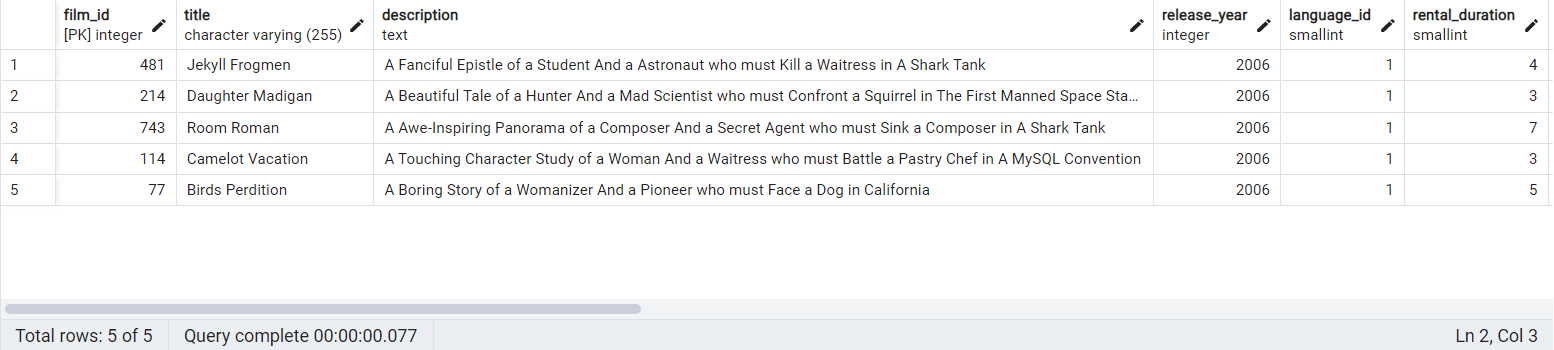 film_id title description release_year language_id rental_duration
[PK] integer character varying (255) text integer smallint smallint
1 481 Jekyll Frogmen A Fanciful Epistle of a Student And a Astronaut who must Kill a Waitress in A Shark Tank 2006 1 4
2 214 Daughter Madigan A Beautiful Tale of a Hunter And a Mad Scientist who must Confront a Squirrel in The First Manned Space Sta... 2006 1 3
3 743 Room Roman A Awe-Inspiring Panorama of a Composer And a Secret Agent who must Sink a Composer in A Shark Tank 2006 1 7
4 114 Camelot Vacation A Touching Character Study of a Woman And a Waitress who must Battle a Pastry Chef in A MySQL Convention 2006 1 3
5 77 Birds Perdition A Boring Story of a Womanizer And a Pioneer who must Face a Dog in California 2006 1 5
Total rows: 5 of 5 Query complete 00:00:00.077 Ln 2, Col 3